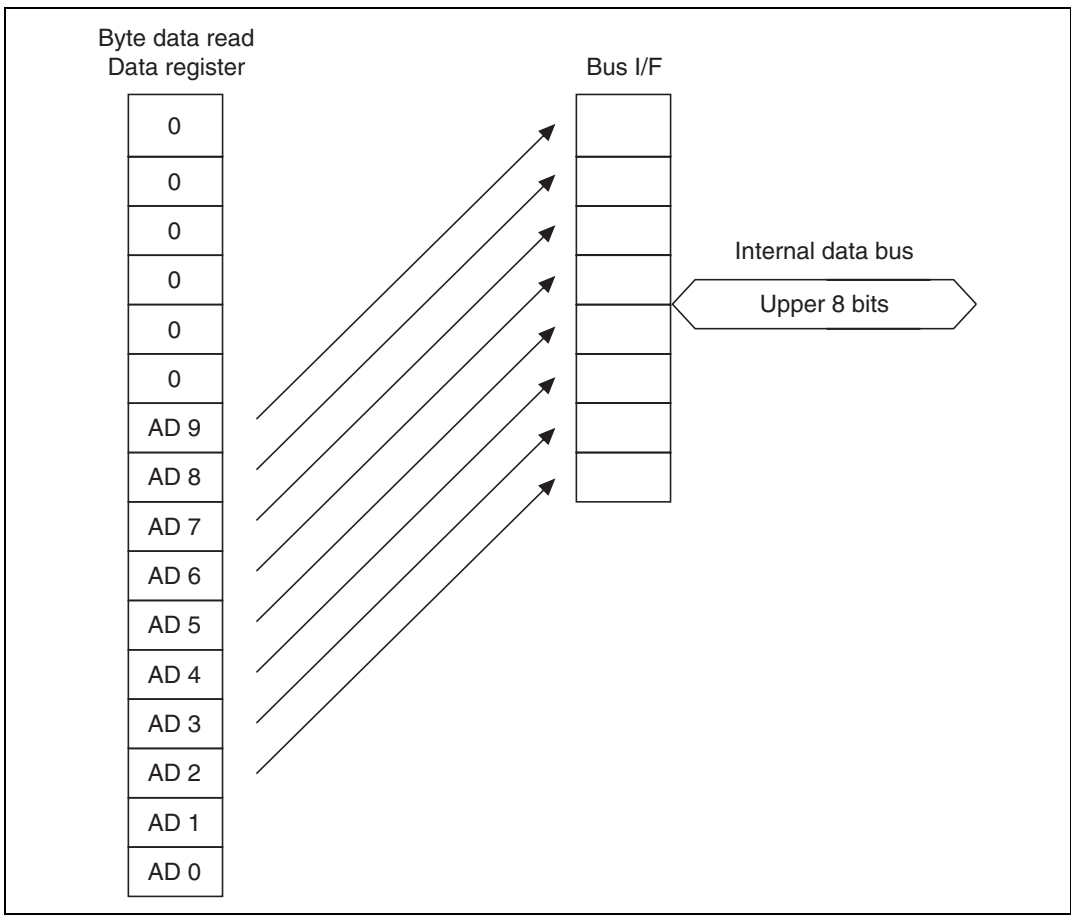 Byte data read
Data register
Bus I/F
0
0
0
0
0
0
AD 9
AD 8
AD 7
AD 6
AD 5
AD 4
AD 3
AD 2
AD 1
AD 0
Internal data bus
Upper 8 bits